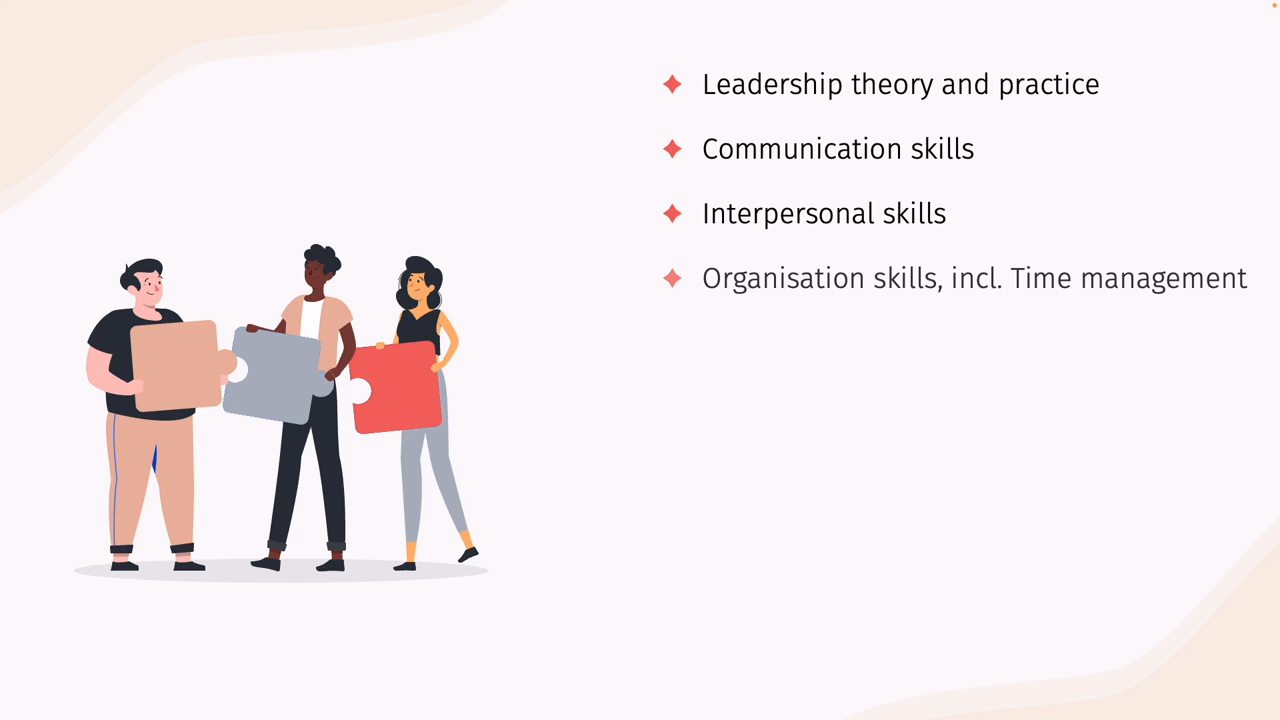 Leadership theory and practice
Communication skills
Interpersonal skills
Organisation skills, incl. Time management